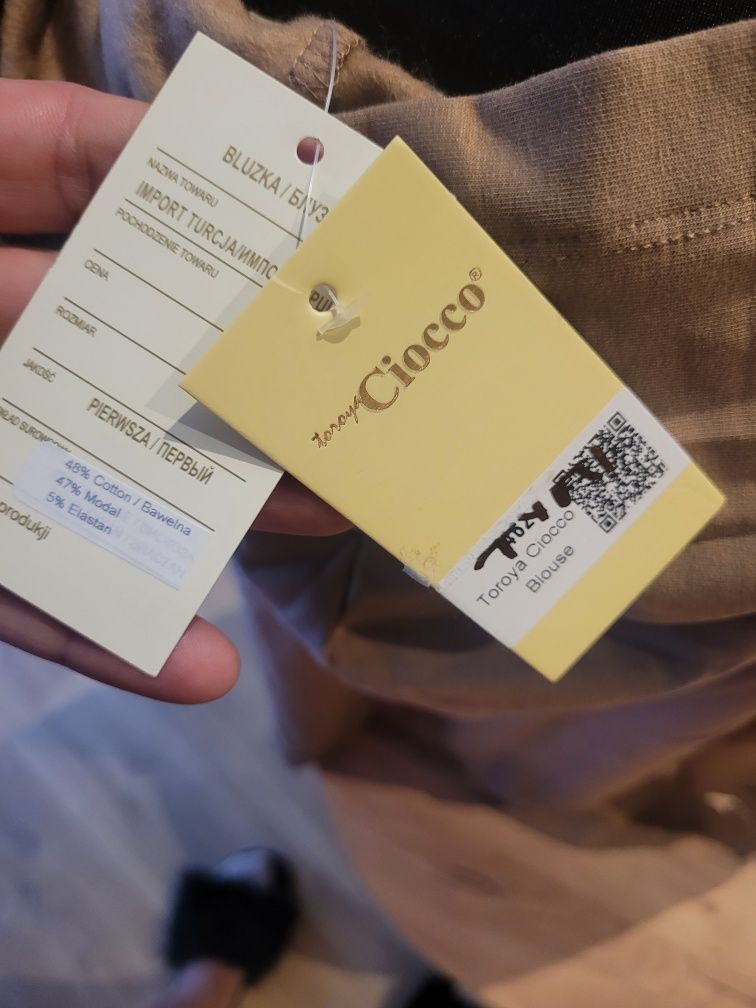 BLUZKA / БЛУЗ
NAZWA TOWARU
IMPORT TURCJA/ИМПО
POCHODZENIE TOWARU
CENA
ROZMIAR
JAKOŚĆ
PIERWSZA / ПЕРВЫЙ
48% Cotton / Bawełna
47% Modal
5% Elastan
produkji
toroya Ciocco®
Toroya Ciocco
Blouse